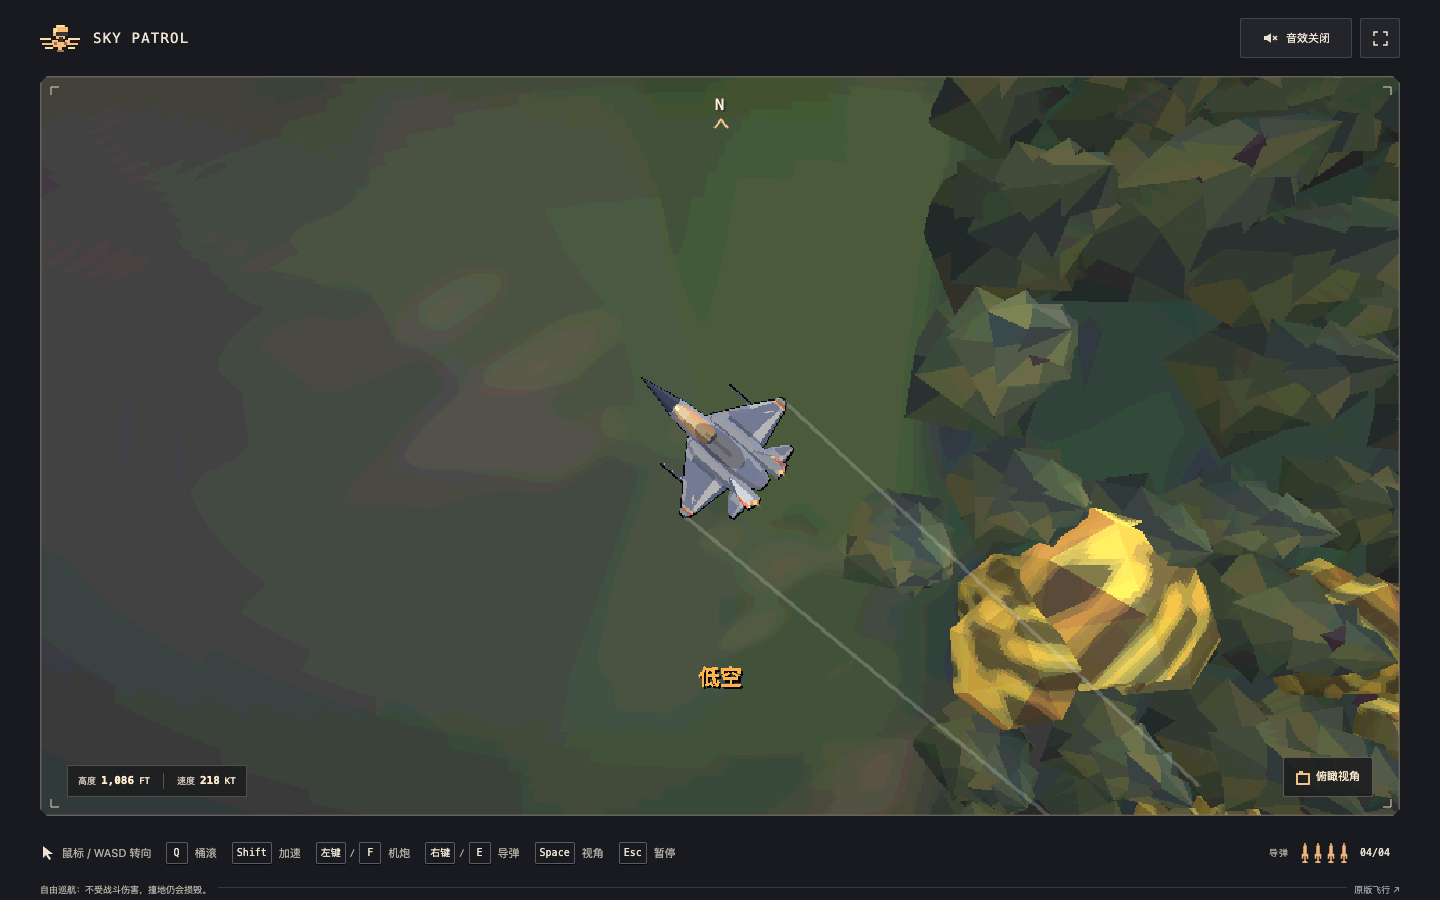 SKY PATROL
音效关闭
N
低空
高度 1,086 FT 速度 218 KT
俯瞰视角
鼠标 / WASD 转向 Q 桶滚 Shift 加速 左键 / F 机炮 右键 / E 导弹 Space 视角 Esc 暂停
导弹 04/04
自由巡航：不受战斗伤害，撞地仍会损毁。
原版飞行 ↗